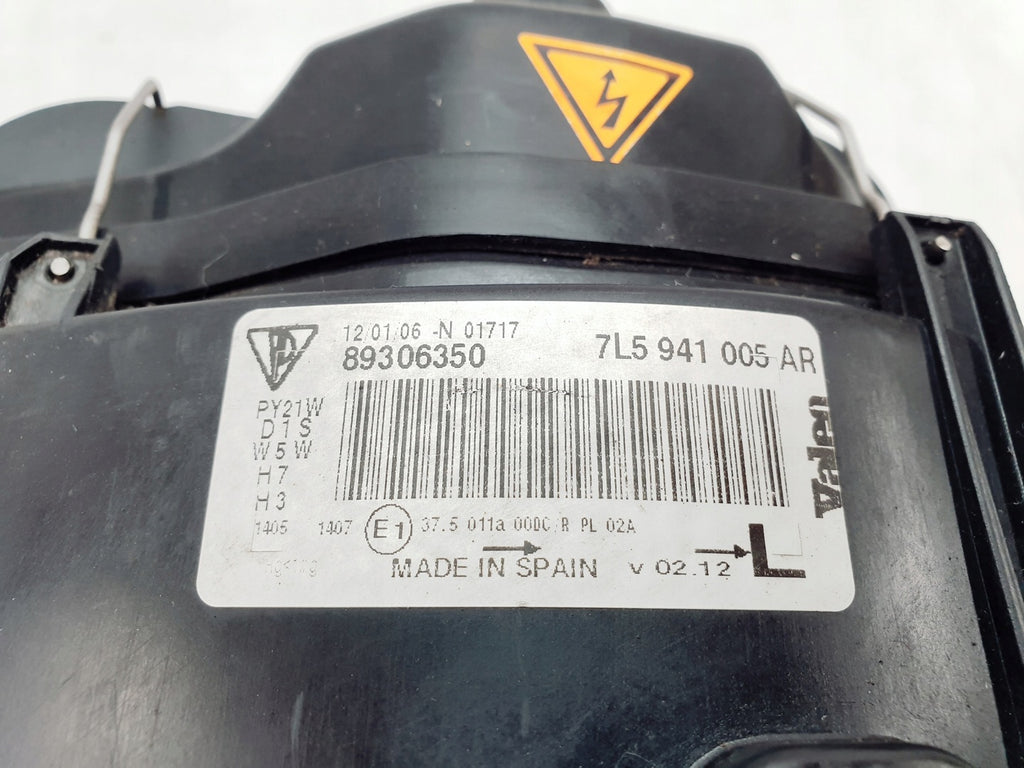 12/01/06 -N 01717
89306350 7L5 941 005 AR
PY21W
D1S
W5W
H7
H3
Valeo
1405 1407 E1 37.5 011a 00DC/R PL 02A
MADE IN SPAIN v 02.12 L